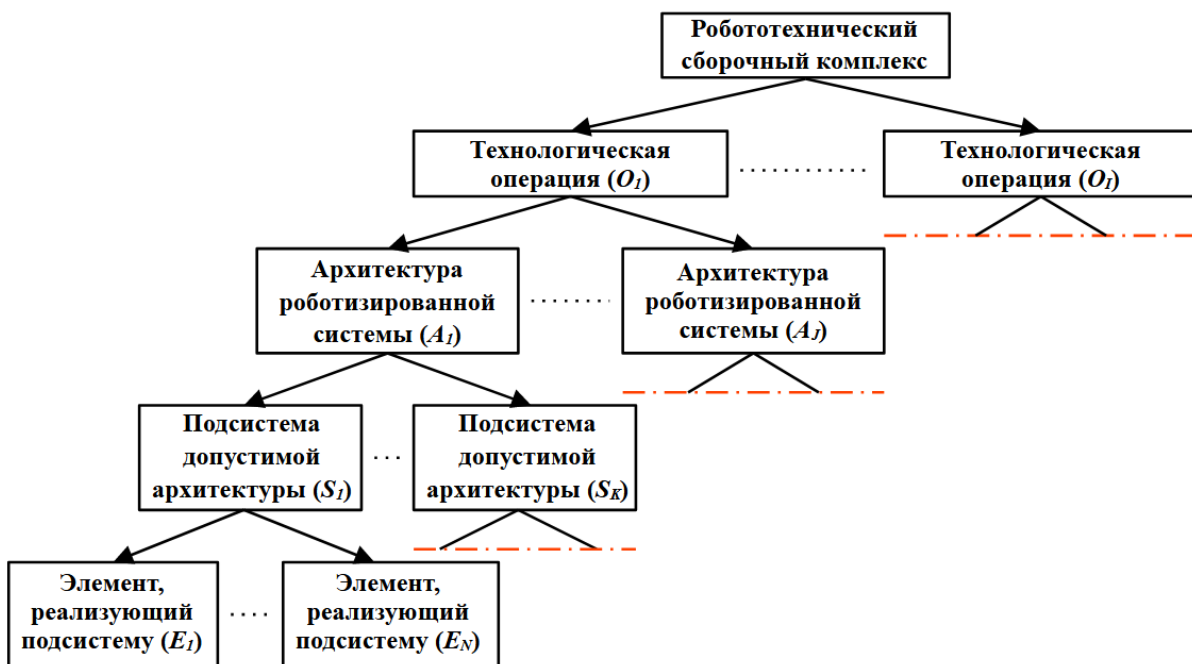 Робототехнический
сборочный комплекс
Технологическая
операция (O1)
Технологическая
операция (OI)
Архитектура
роботизированной
системы (A1)
Архитектура
роботизированной
системы (AJ)
Подсистема
допустимой
архитектуры (S1)
Подсистема
допустимой
архитектуры (SK)
Элемент,
реализующий
подсистему (E1)
Элемент,
реализующий
подсистему (EN)